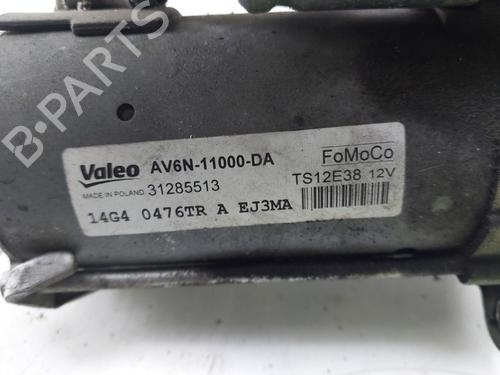 B-PARTS
Valeo AV6N-11000-DA FoMoCo
MADE IN POLAND 31285513 TS12E38 12V
14G4 0476TR A EJ3MA